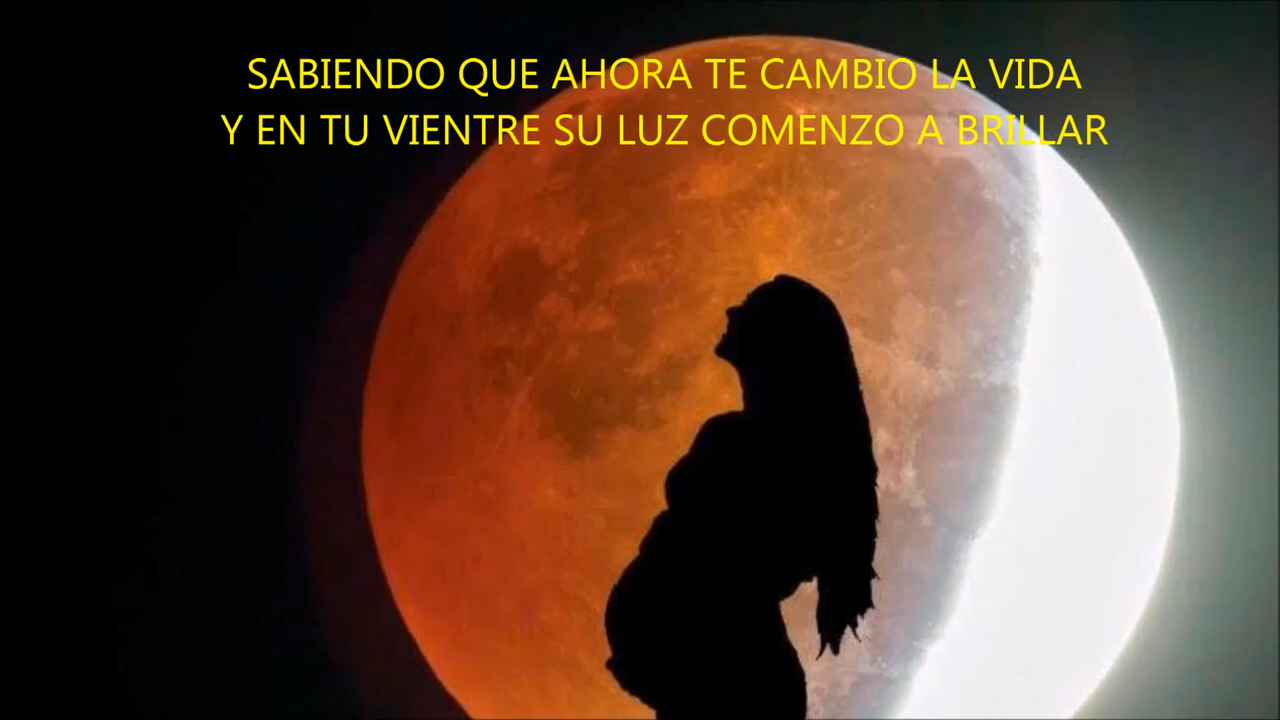 SABIENDO QUE AHORA TE CAMBIO LA VIDA
Y EN TU VIENTRE SU LUZ COMENZO A BRILLAR